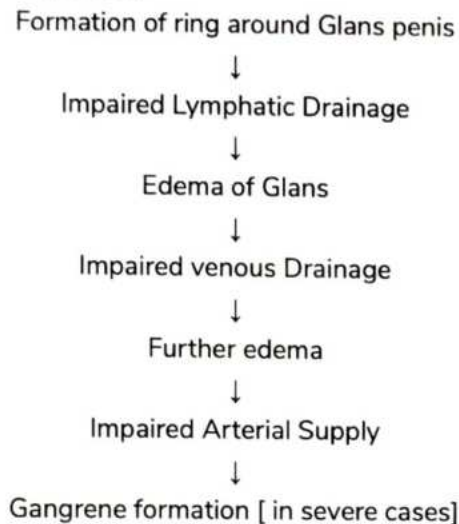 Formation of ring around Glans penis
↓
Impaired Lymphatic Drainage
↓
Edema of Glans
↓
Impaired venous Drainage
↓
Further edema
↓
Impaired Arterial Supply
↓
Gangrene formation [ in severe cases]